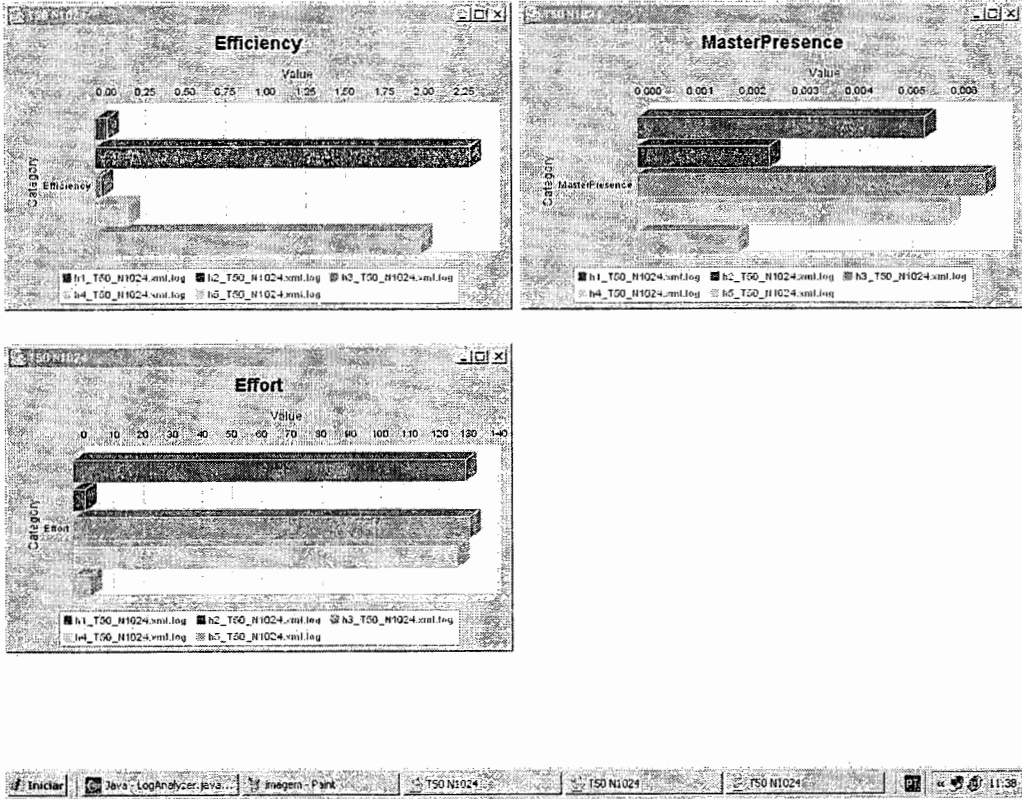 T50 N1024
Efficiency
Value
0.00 0.25 0.50 0.75 1.00 1.25 1.50 1.75 2.00 2.25
Category
Efficiency
h1_T50_N1024.xml.log h2_T50_N1024.xml.log h3_T50_N1024.xml.log
h4_T50_N1024.xml.log h5_T50_N1024.xml.log
T50 N1024
MasterPresence
Value
0.000 0.001 0.002 0.003 0.004 0.005 0.006
Category
MasterPresence
h1_T50_N1024.xml.log h2_T50_N1024.xml.log h3_T50_N1024.xml.log
h4_T50_N1024.xml.log h5_T50_N1024.xml.log
T50 N1024
Effort
Value
0 10 20 30 40 50 60 70 80 90 100 110 120 130 140
Category
Effort
h1_T50_N1024.xml.log h2_T50_N1024.xml.log h3_T50_N1024.xml.log
h4_T50_N1024.xml.log h5_T50_N1024.xml.log
Iniciar Java - LogAnalyzer.java... imagem - Paint T50 N1024 T50 N1024 T50 N1024 PT « 11:38